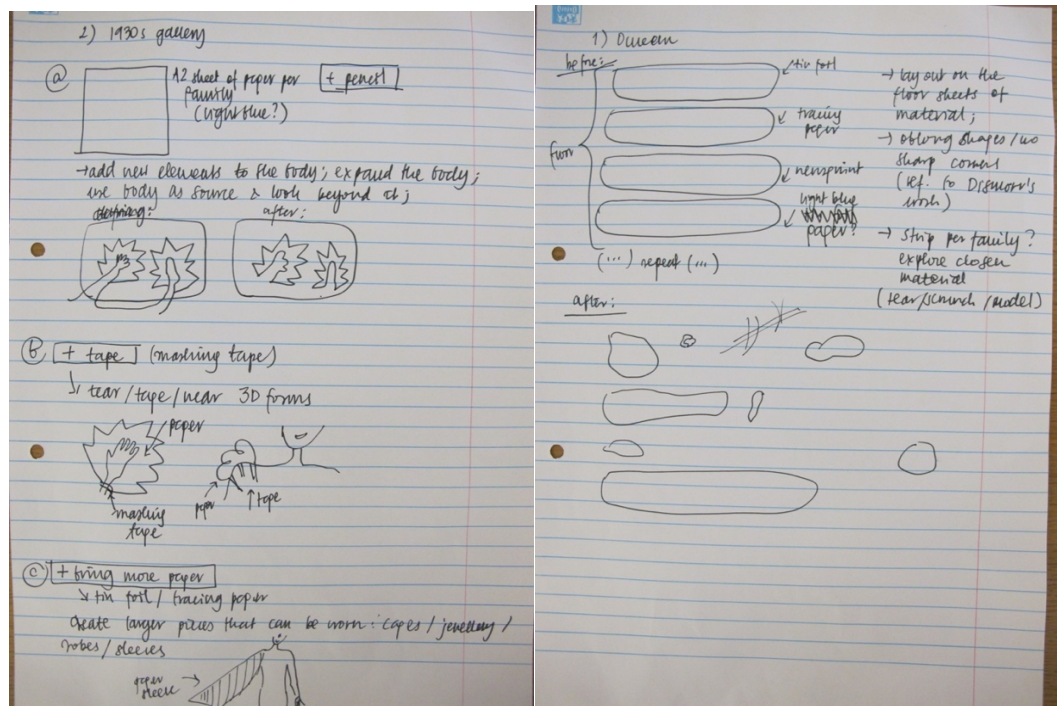 2) 1930s gallery
(a)
A2 sheet of paper per
family
(light blue?)
+ pencil
→ add new elements to the body; expand the body;
use body as source & look beyond it;
after:
(b) + tape (masking tape)
↳ tear/tape/wear 3D forms
paper
masking
tape
paper
tape
(c) + bring more paper
↘ tin foil / tracing paper
Create larger pieces that can be worn: capes / jewellery /
robes / sleeves
paper
sleeve
1) Duveen
before:
floor
tin foil
tracing
paper
newsprint
light blue
paper?
(...) repeat (...)
→ lay out on the
floor sheets of
material;
→ oblong shapes / no
sharp corners
(ref. to Dismorr's
work)
→ Strip per family?
explore chosen
material
(tear/scrunch/model)
after: